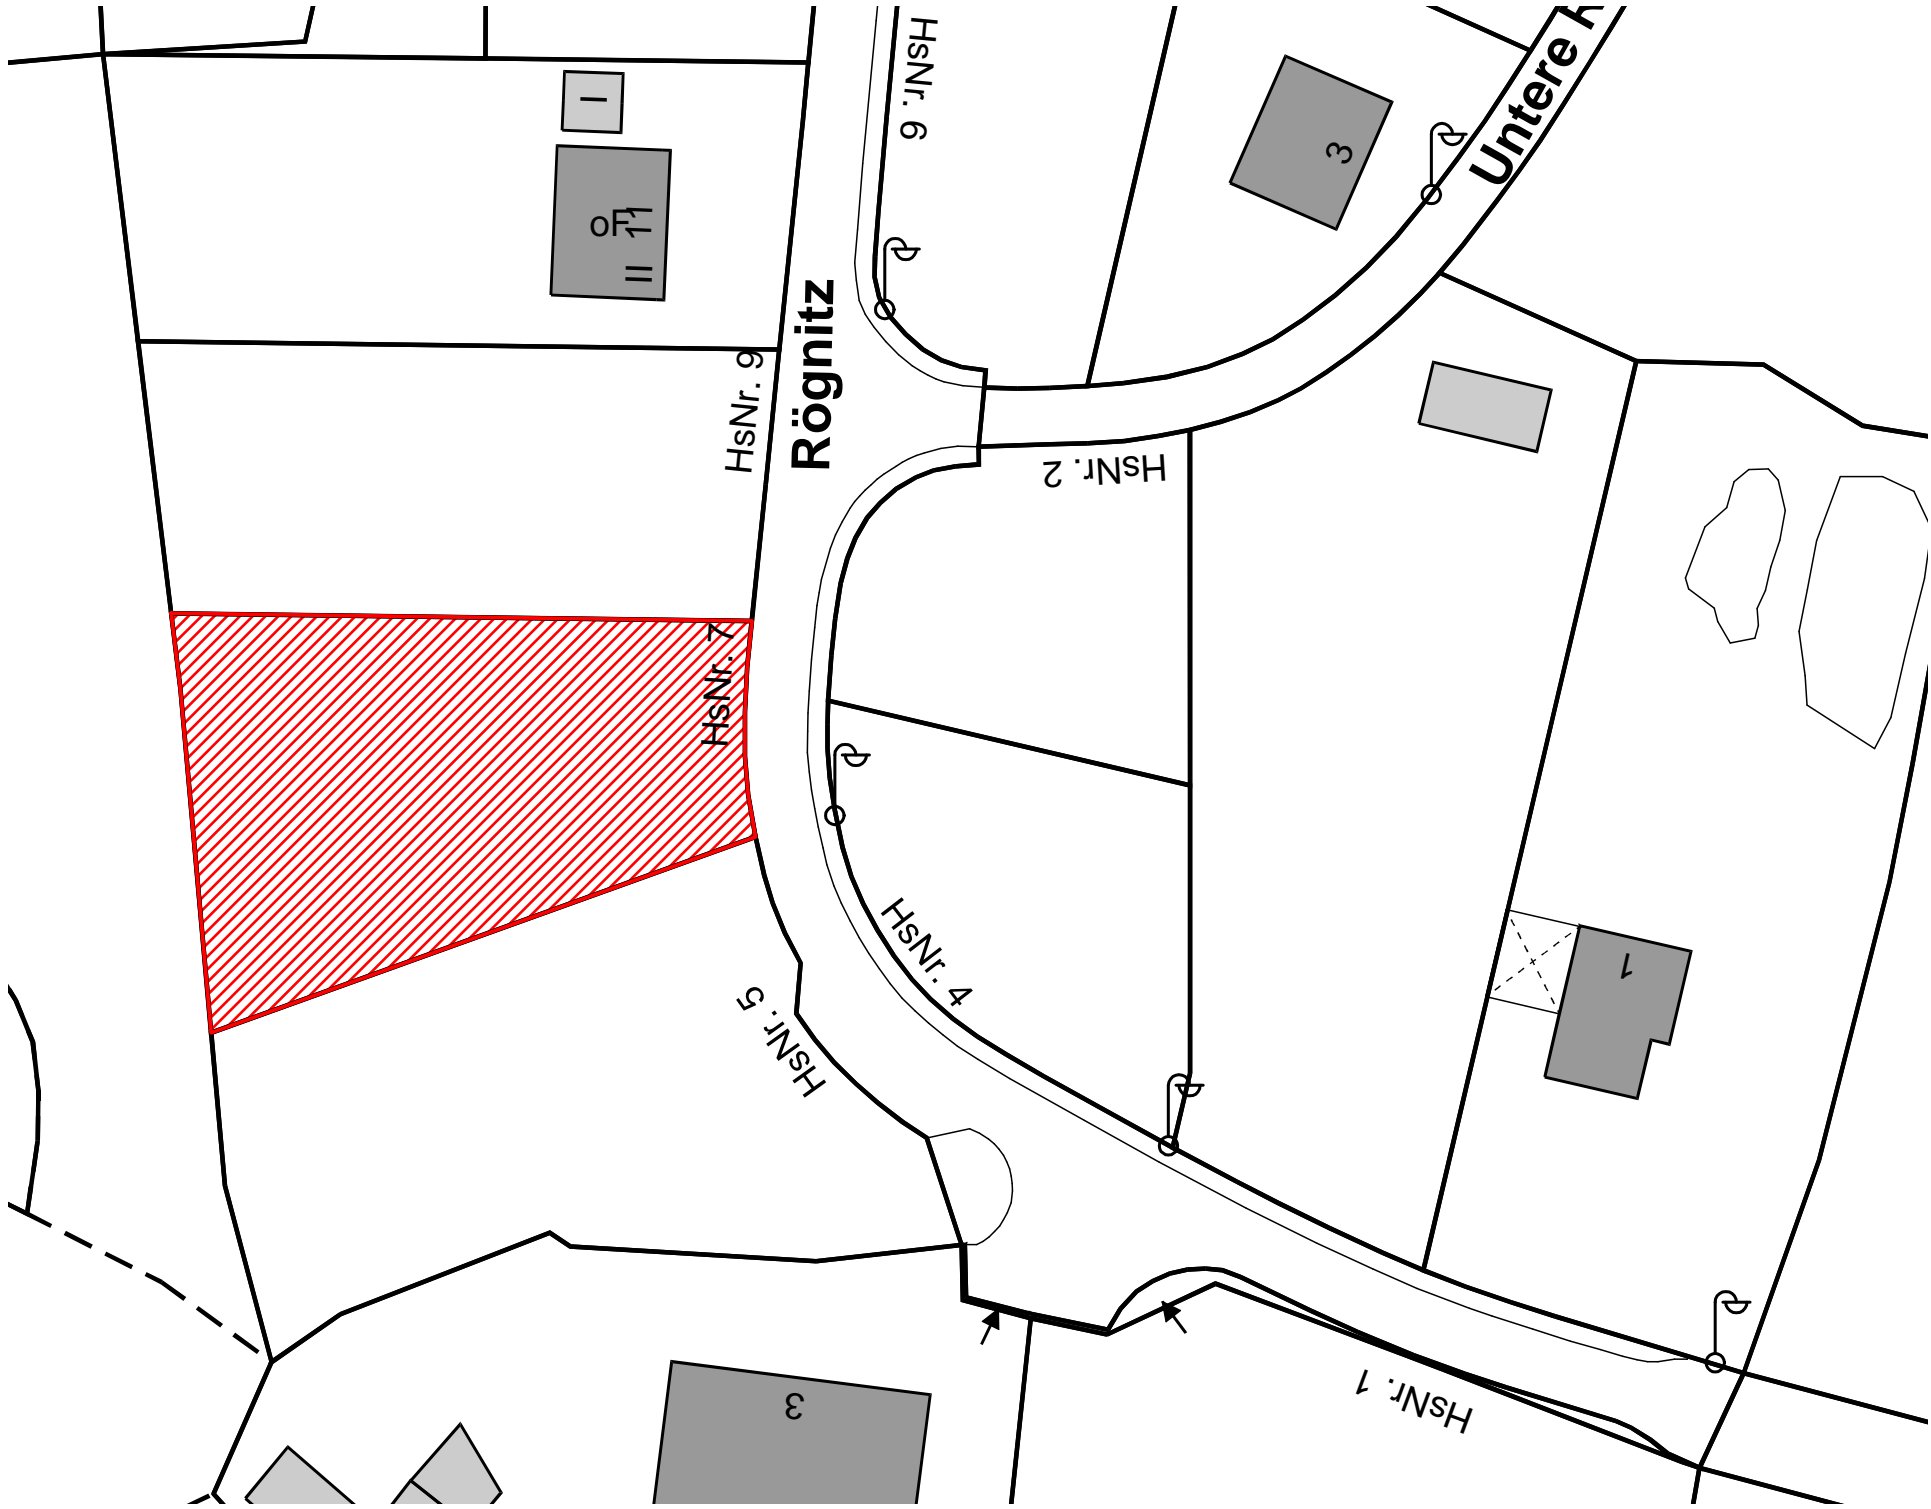 HsNr. 6
Untere R
I
3
oF
11
II
Rögnitz
HsNr. 9
HsNr. 2
HsNr. 7
HsNr. 4
1
HsNr. 5
HsNr. 1
3